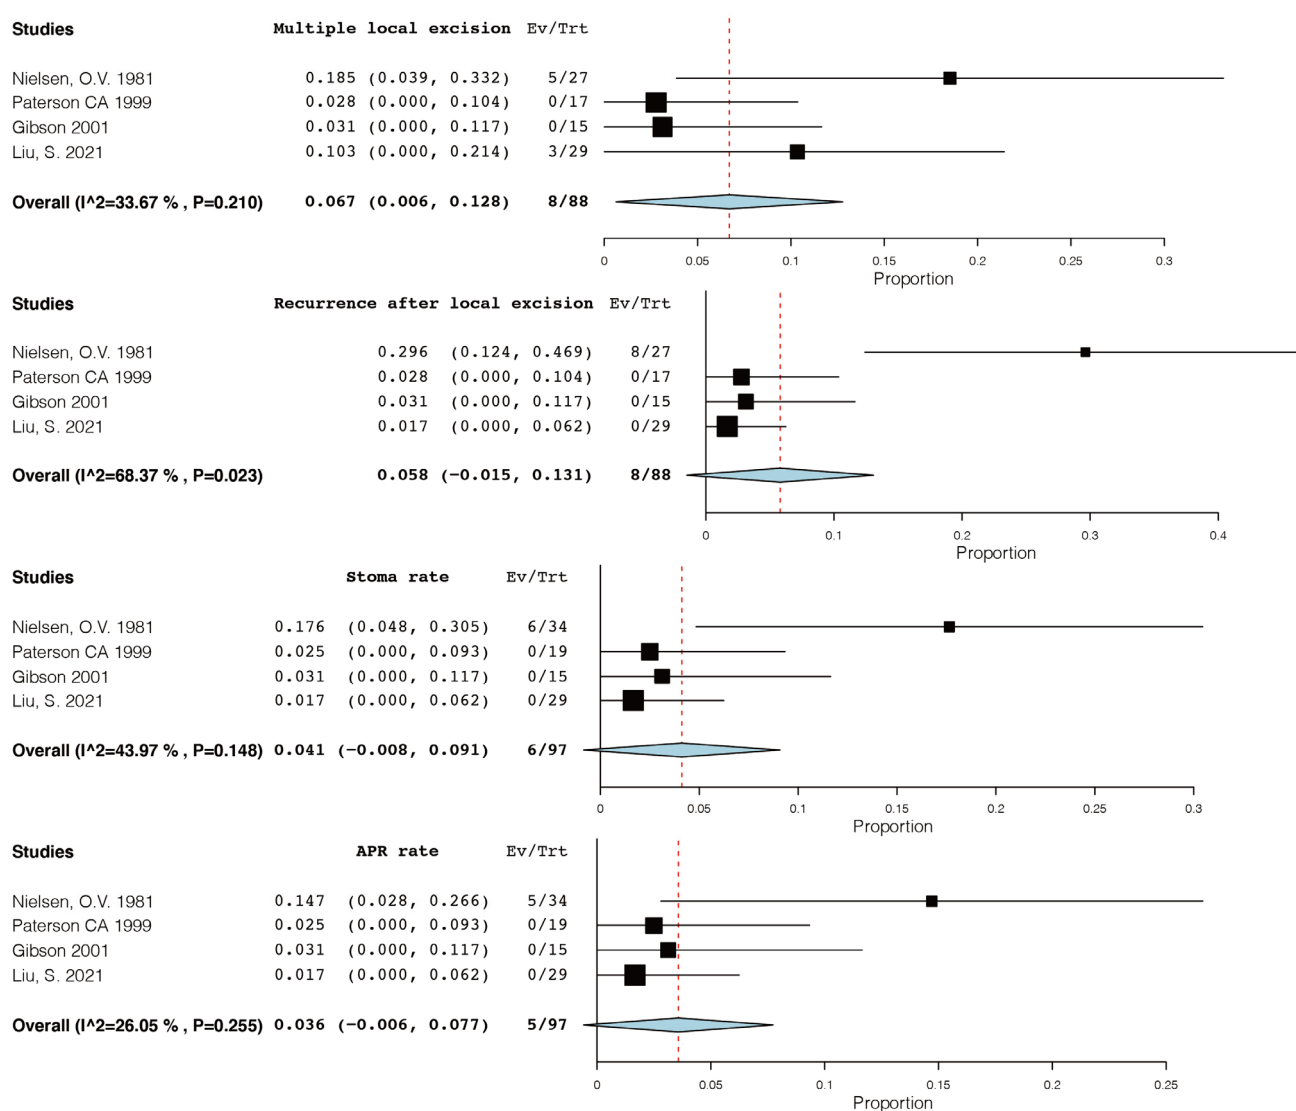 Studies Multiple local excision Ev/Trt
Nielsen, O.V. 1981 0.185 (0.039, 0.332) 5/27
Paterson CA 1999 0.028 (0.000, 0.104) 0/17
Gibson 2001 0.031 (0.000, 0.117) 0/15
Liu, S. 2021 0.103 (0.000, 0.214) 3/29
Overall (I^2=33.67 % , P=0.210) 0.067 (0.006, 0.128) 8/88
0 0.05 0.1 0.15 0.2 0.25 0.3
Proportion
Studies Recurrence after local excision Ev/Trt
Nielsen, O.V. 1981 0.296 (0.124, 0.469) 8/27
Paterson CA 1999 0.028 (0.000, 0.104) 0/17
Gibson 2001 0.031 (0.000, 0.117) 0/15
Liu, S. 2021 0.017 (0.000, 0.062) 0/29
Overall (I^2=68.37 % , P=0.023) 0.058 (−0.015, 0.131) 8/88
0 0.1 0.2 0.3 0.4
Proportion
Studies Stoma rate Ev/Trt
Nielsen, O.V. 1981 0.176 (0.048, 0.305) 6/34
Paterson CA 1999 0.025 (0.000, 0.093) 0/19
Gibson 2001 0.031 (0.000, 0.117) 0/15
Liu, S. 2021 0.017 (0.000, 0.062) 0/29
Overall (I^2=43.97 % , P=0.148) 0.041 (−0.008, 0.091) 6/97
0 0.05 0.1 0.15 0.2 0.25 0.3
Proportion
Studies APR rate Ev/Trt
Nielsen, O.V. 1981 0.147 (0.028, 0.266) 5/34
Paterson CA 1999 0.025 (0.000, 0.093) 0/19
Gibson 2001 0.031 (0.000, 0.117) 0/15
Liu, S. 2021 0.017 (0.000, 0.062) 0/29
Overall (I^2=26.05 % , P=0.255) 0.036 (−0.006, 0.077) 5/97
0 0.05 0.1 0.15 0.2 0.25
Proportion